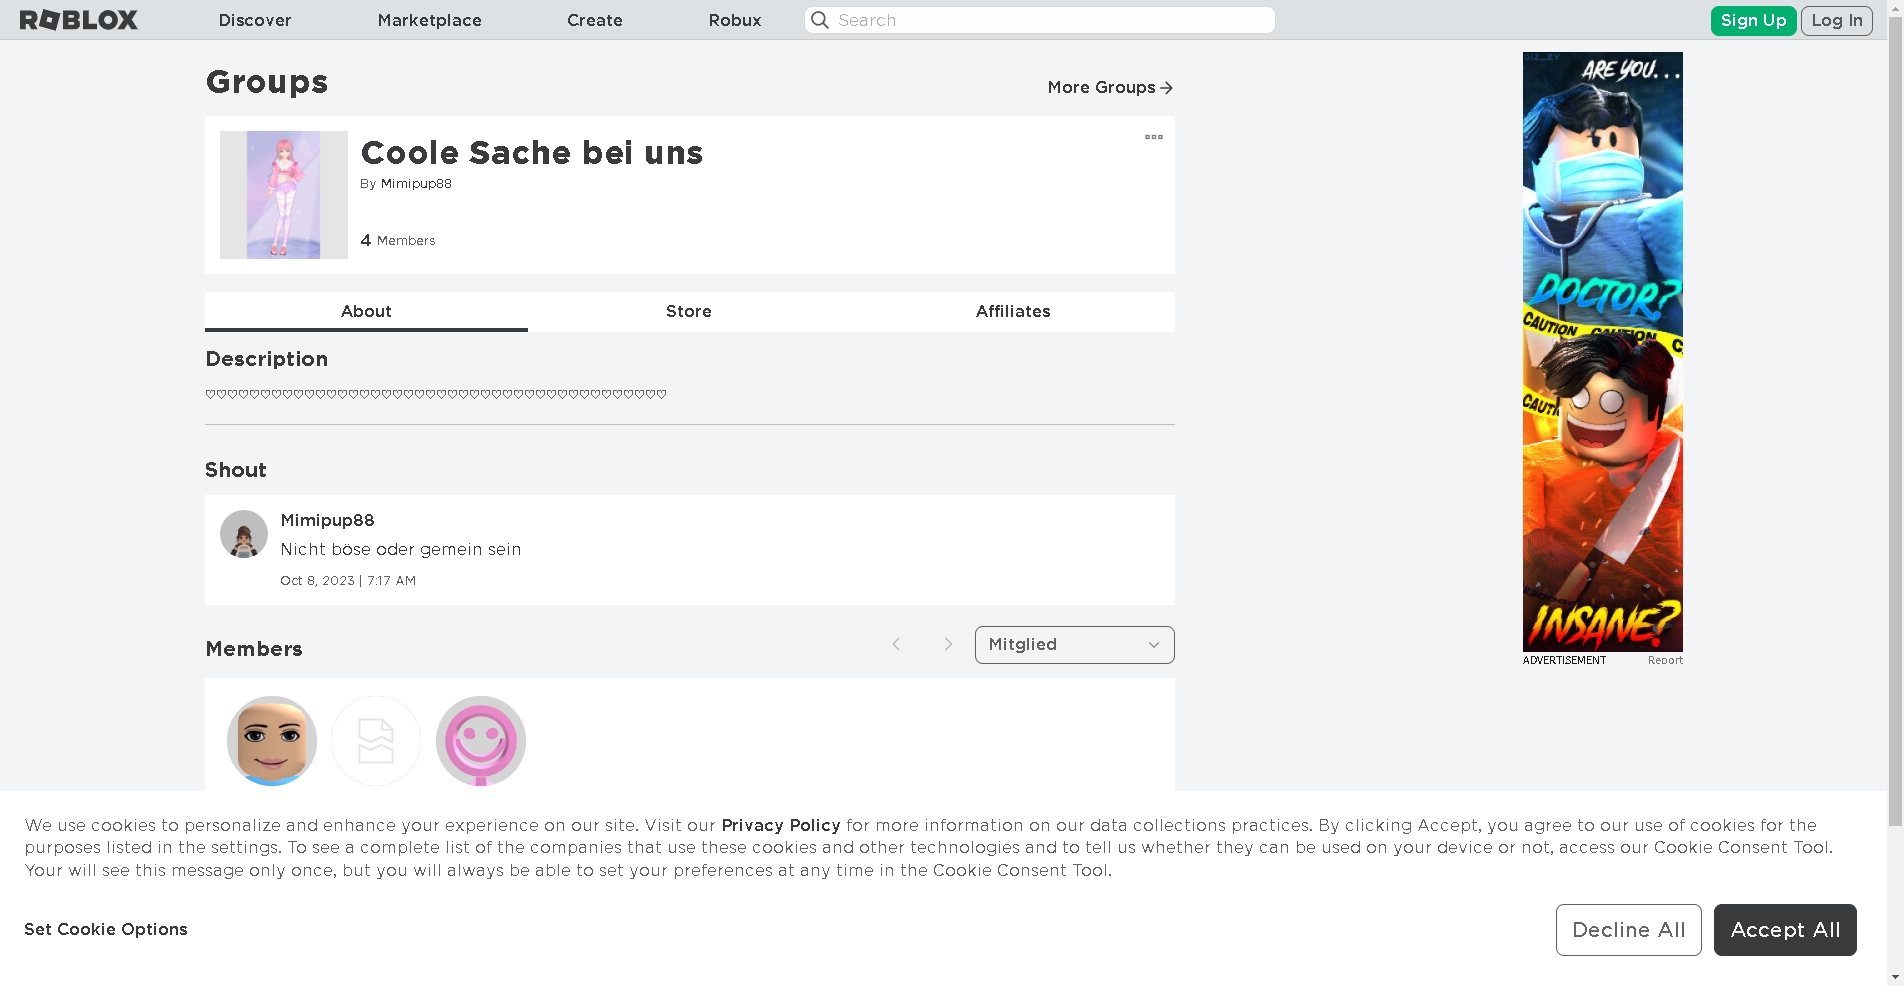 ROBLOX
Discover
Marketplace
Create
Robux
Search
Sign Up
Log In
Groups
More Groups
Coole Sache bei uns
By Mimipup88
4 Members
About
Store
Affiliates
Description
♡♡♡♡♡♡♡♡♡♡♡♡♡♡♡♡♡♡♡♡♡♡♡♡♡♡♡♡♡♡♡♡♡♡♡♡♡♡♡♡♡♡
Shout
Mimipup88
Nicht böse oder gemein sein
Oct 8, 2023 | 7:17 AM
Members
Mitglied
ARE YOU...
DOCTOR?
CAUTION CAUTION C
CAUTI
INSANE?
ADVERTISEMENT
Report
We use cookies to personalize and enhance your experience on our site. Visit our Privacy Policy for more information on our data collections practices. By clicking Accept, you agree to our use of cookies for the
purposes listed in the settings. To see a complete list of the companies that use these cookies and other technologies and to tell us whether they can be used on your device or not, access our Cookie Consent Tool.
Your will see this message only once, but you will always be able to set your preferences at any time in the Cookie Consent Tool.
Set Cookie Options
Decline All
Accept All